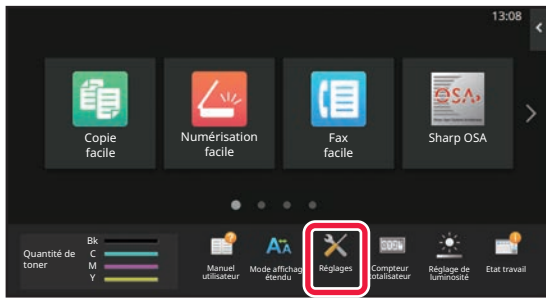 13:08
OSA
Copie
facile
Numérisation
facile
Fax
facile
Sharp OSA
Quantité de
toner
Bk
C
M
Y
Manuel
utilisateur
Mode affichag
étendu
Réglages
Compteur
totalisateur
Réglage de
luminosité
Etat travail